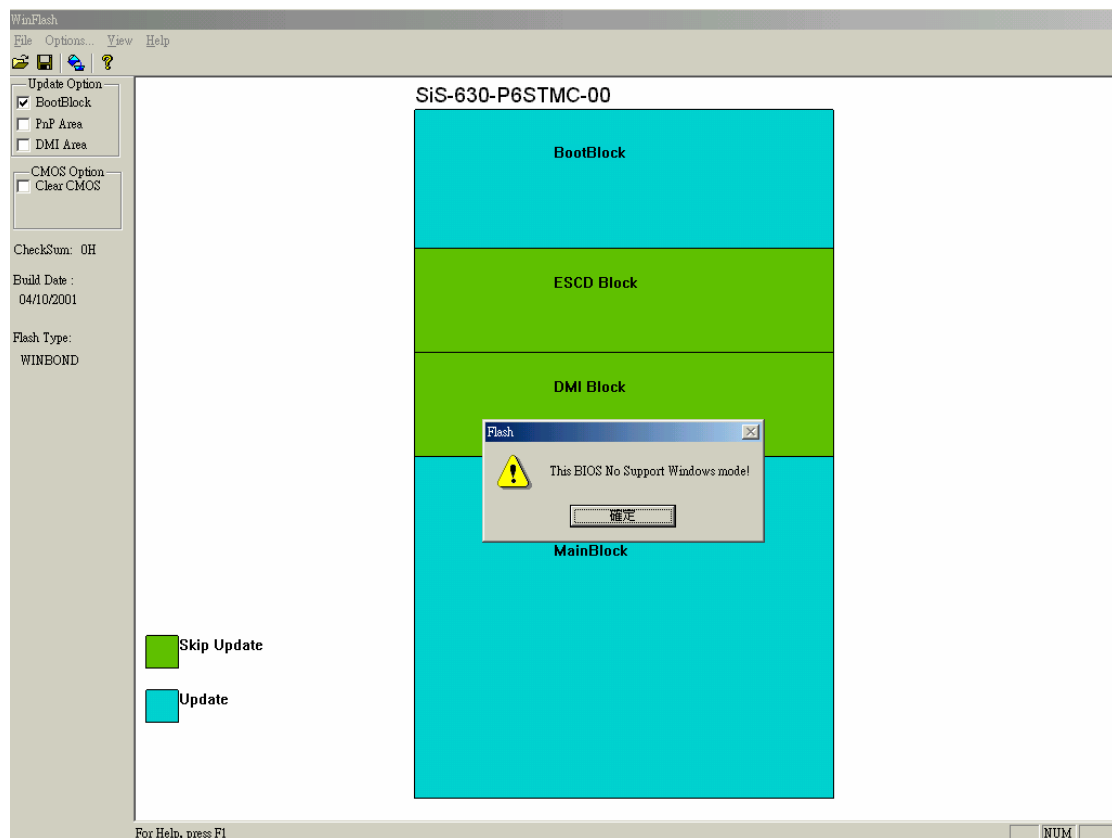 WinFlash
File Options... View Help
Update Option
BootBlock
PnP Area
DMI Area
CMOS Option
Clear CMOS
CheckSum: 0H
Build Date :
04/10/2001
Flash Type:
WINBOND
SiS-630-P6STMC-00
BootBlock
ESCD Block
DMI Block
Flash
This BIOS No Support Windows mode!
確定
MainBlock
Skip Update
Update
For Help, press F1
NUM